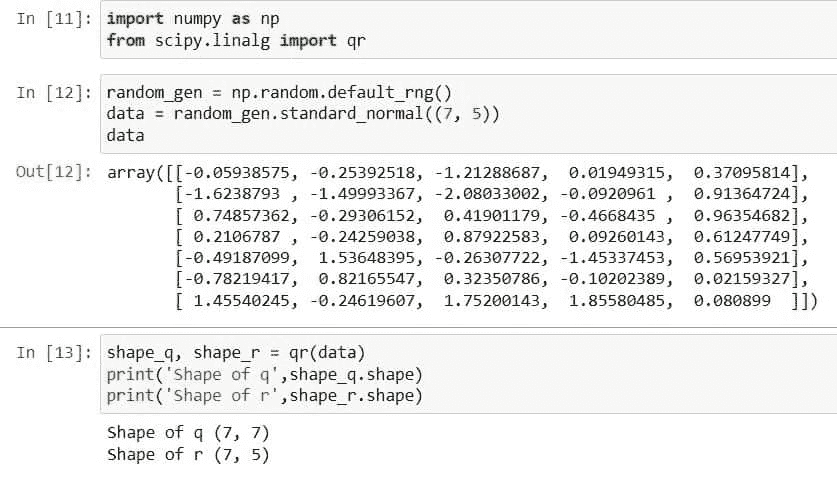 In [11]: import numpy as np
from scipy.linalg import qr
In [12]: random_gen = np.random.default_rng()
data = random_gen.standard_normal((7, 5))
data
Out[12]: array([[-0.05938575, -0.25392518, -1.21288687,  0.01949315,  0.37095814],
[-1.6238793 , -1.49993367, -2.08033002, -0.0920961 ,  0.91364724],
[ 0.74857362, -0.29306152,  0.41901179, -0.4668435 ,  0.96354682],
[ 0.2106787 , -0.24259038,  0.87922583,  0.09260143,  0.61247749],
[-0.49187099,  1.53648395, -0.26307722, -1.45337453,  0.56953921],
[-0.78219417,  0.82165547,  0.32350786, -0.10202389,  0.02159327],
[ 1.45540245, -0.24619607,  1.75200143,  1.85580485,  0.080899  ]])
In [13]: shape_q, shape_r = qr(data)
print('Shape of q',shape_q.shape)
print('Shape of r',shape_r.shape)
Shape of q (7, 7)
Shape of r (7, 5)